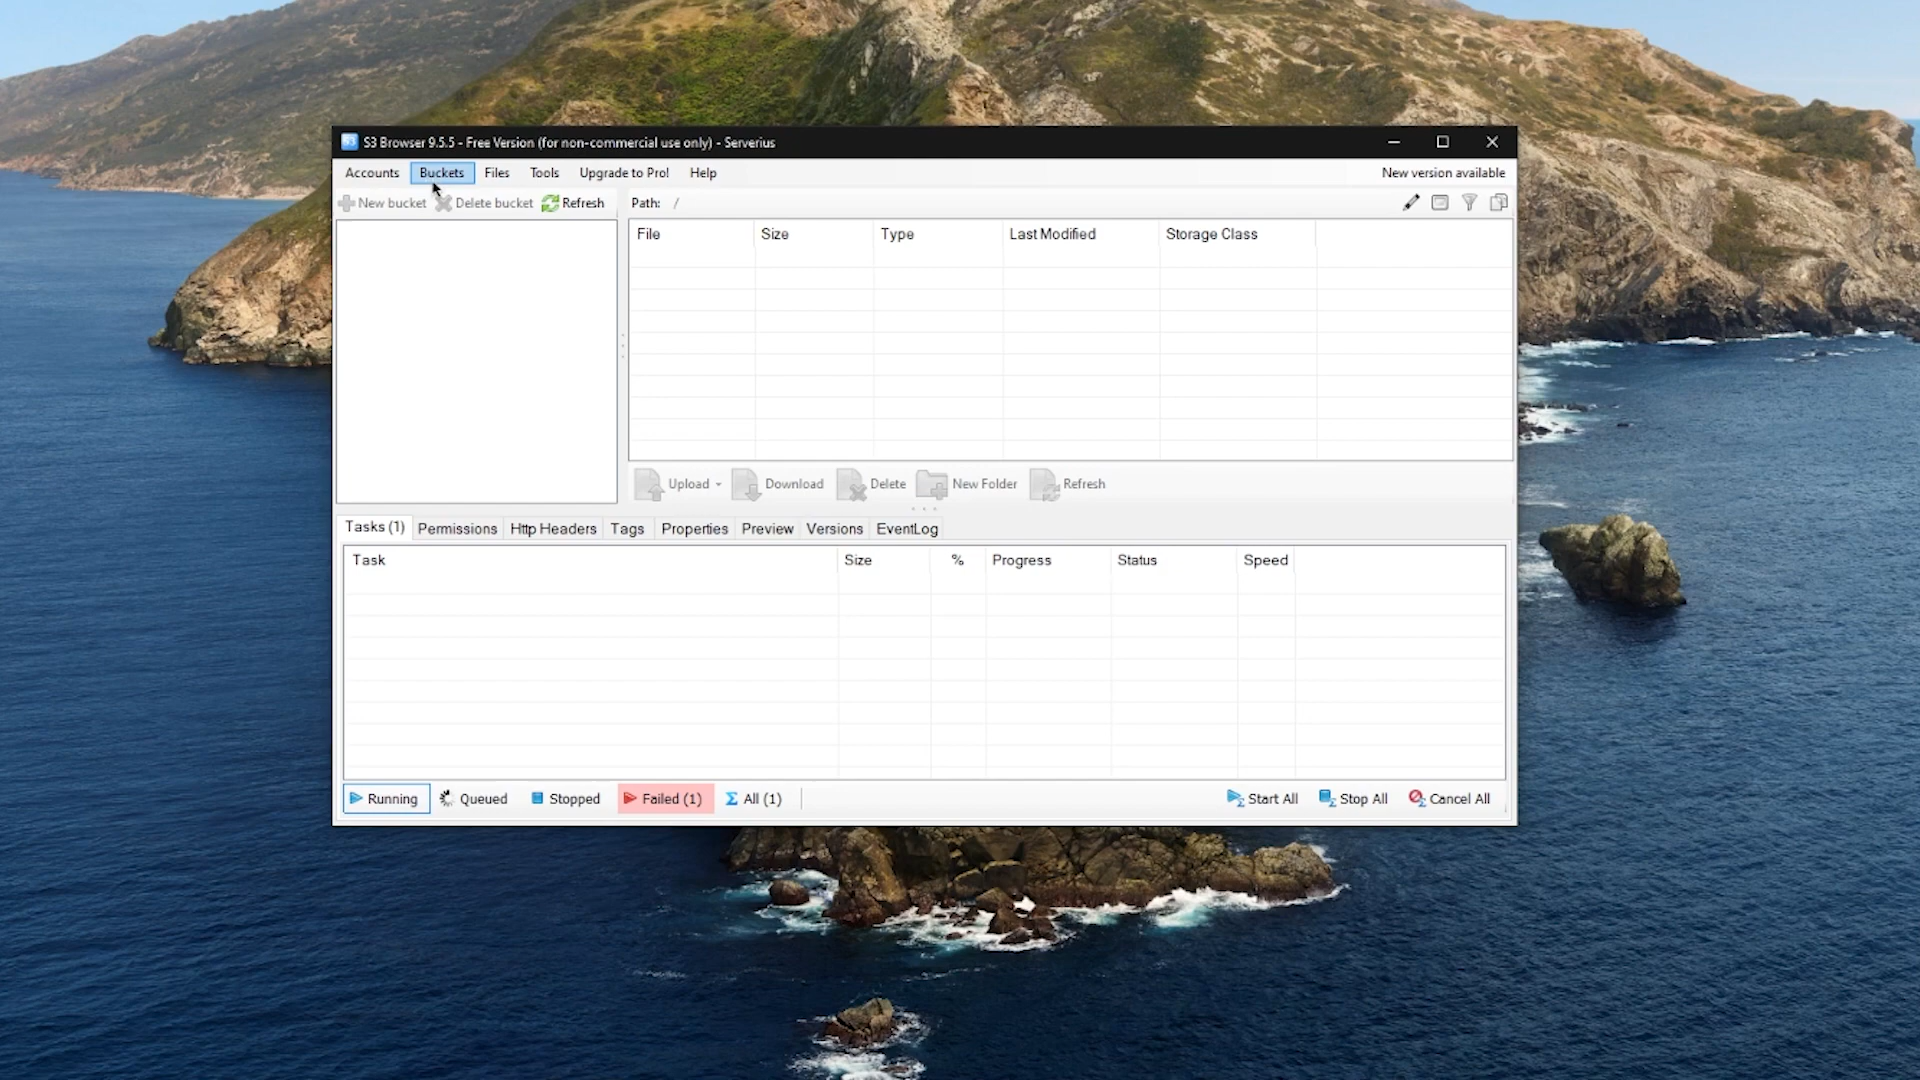 S3 Browser 9.5.5 - Free Version (for non-commercial use only) - Serverius
Accounts Buckets Files Tools Upgrade to Pro! Help New version available
New bucket Delete bucket Refresh Path: /
File Size Type Last Modified Storage Class
Upload Download Delete New Folder Refresh
Tasks (1) Permissions Http Headers Tags Properties Preview Versions EventLog
Task Size % Progress Status Speed
Running Queued Stopped Failed (1) All (1) Start All Stop All Cancel All